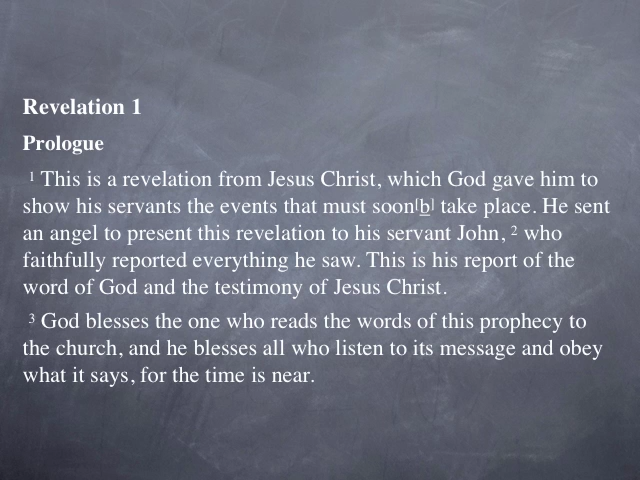 Revelation 1
Prologue
1 This is a revelation from Jesus Christ, which God gave him to
show his servants the events that must soon[b] take place. He sent
an angel to present this revelation to his servant John, 2 who
faithfully reported everything he saw. This is his report of the
word of God and the testimony of Jesus Christ.
3 God blesses the one who reads the words of this prophecy to
the church, and he blesses all who listen to its message and obey
what it says, for the time is near.